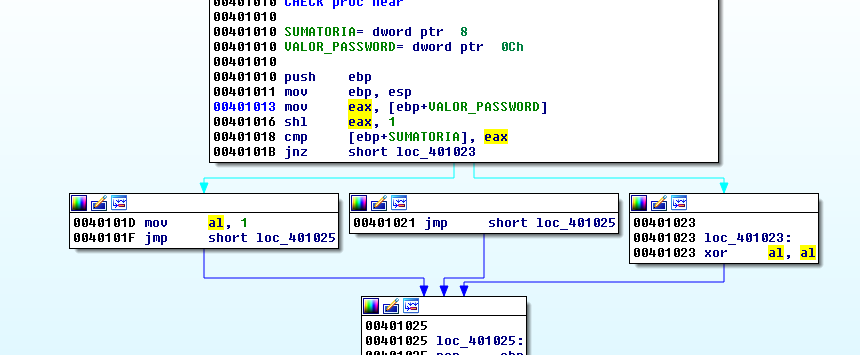 00401010 CHECK proc near
00401010
00401010 SUMATORIA= dword ptr  8
00401010 VALOR_PASSWORD= dword ptr  0Ch
00401010
00401010 push    ebp
00401011 mov     ebp, esp
00401013 mov     eax, [ebp+VALOR_PASSWORD]
00401016 shl     eax, 1
00401018 cmp     [ebp+SUMATORIA], eax
0040101B jnz     short loc_401023
0040101D mov     al, 1
0040101F jmp     short loc_401025
00401021 jmp     short loc_401025
00401023
00401023 loc_401023:
00401023 xor     al, al
00401025
00401025 loc_401025:
0040102F pop     ebp